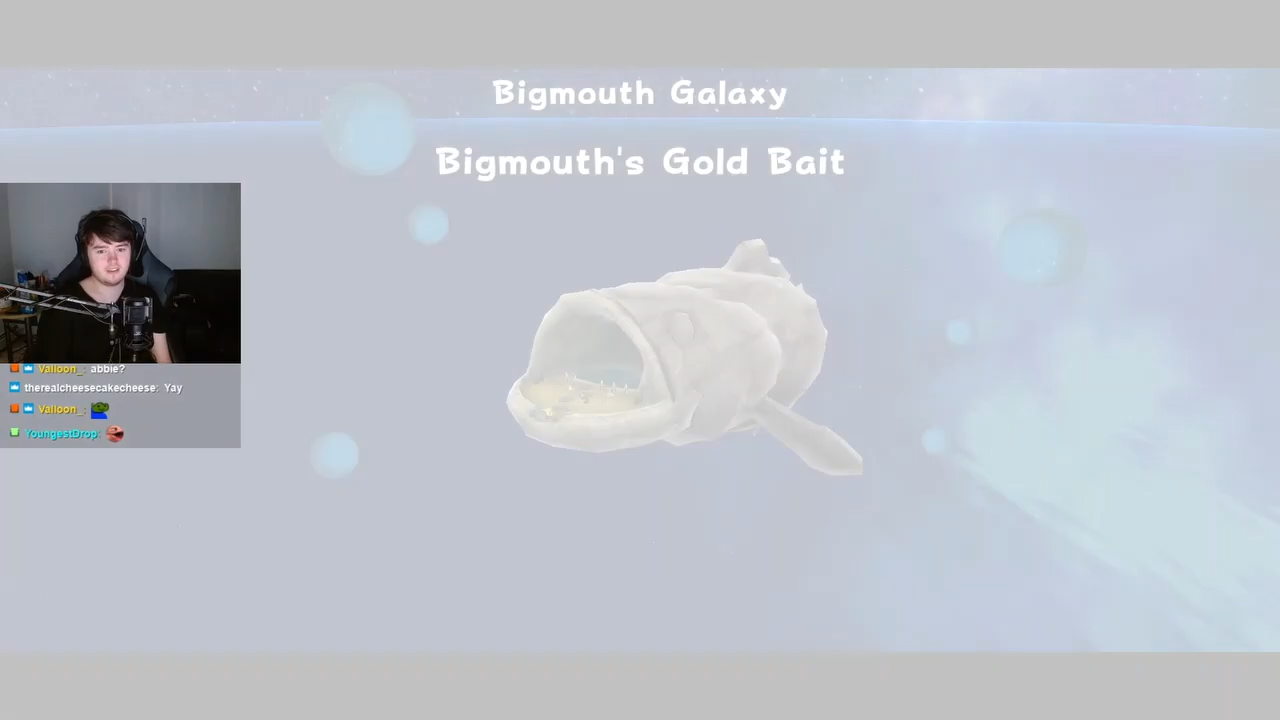 Bigmouth Galaxy
Bigmouth's Gold Bait
Valloon_: abbie?
therealcheesecakecheese: Yay
Valloon_:
YoungestDrop: